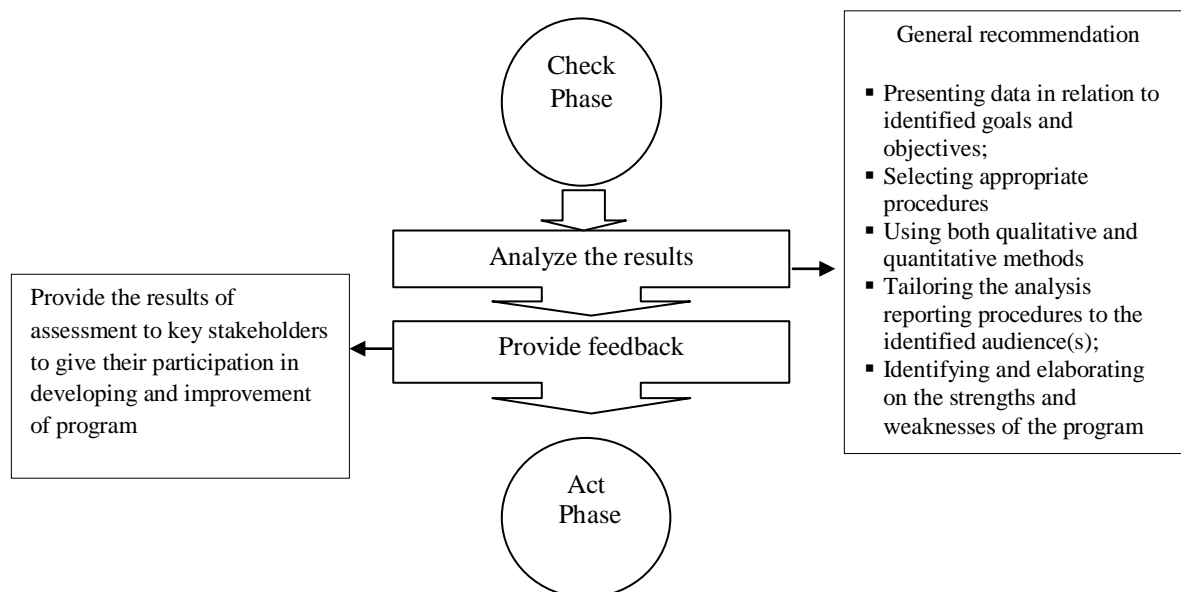 Check
Phase
General recommendation
▪ Presenting data in relation to
identified goals and
objectives;
▪ Selecting appropriate
procedures
▪ Using both qualitative and
quantitative methods
▪ Tailoring the analysis
reporting procedures to the
identified audience(s);
▪ Identifying and elaborating
on the strengths and
weaknesses of the program
Analyze the results
Provide feedback
Provide the results of
assessment to key stakeholders
to give their participation in
developing and improvement
of program
Act
Phase